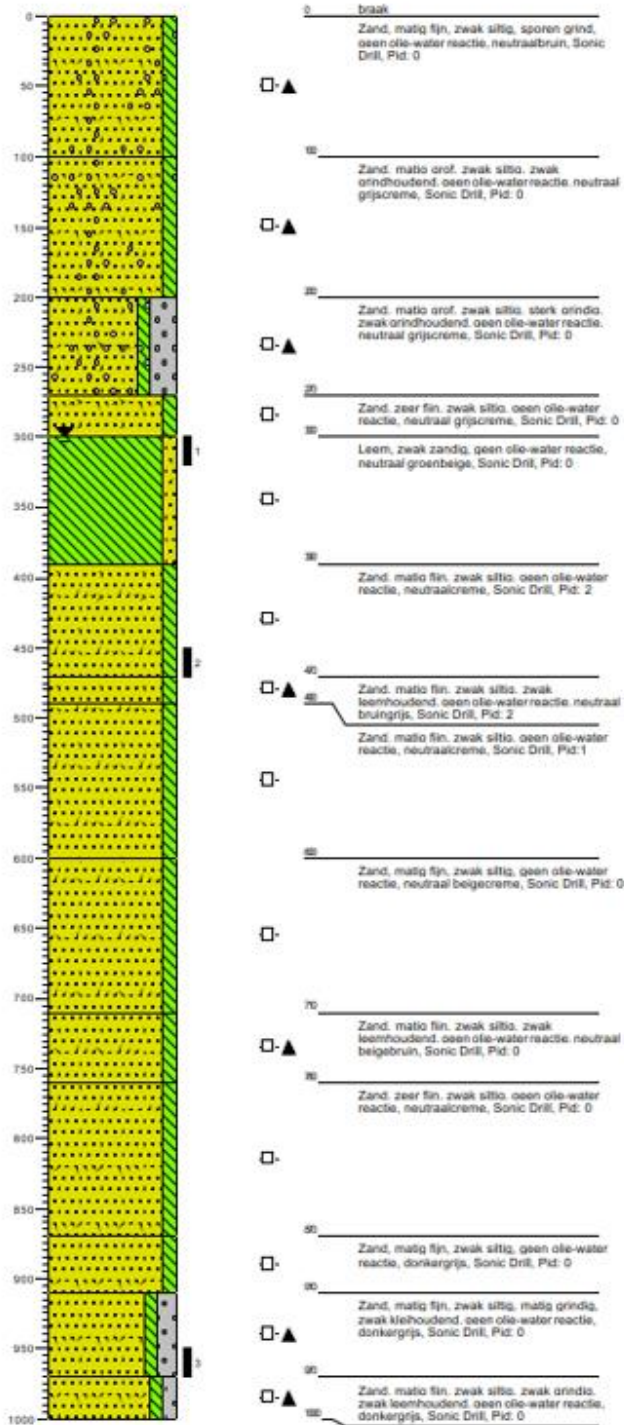 0 braak
Zand, matig fijn, zwak siltig, sporen grind,
geen olie-water reactie, neutraalbruin, Sonic
Drill, Pid: 0
Zand, matig grof, zwak siltig, zwak
grindhoudend, geen olie-water reactie, neutraal
grijscreme, Sonic Drill, Pid: 0
Zand, matig grof, zwak siltig, sterk grindig,
zwak grindhoudend, geen olie-water reactie,
neutraal grijscreme, Sonic Drill, Pid: 0
Zand, zeer fijn, zwak siltig, geen olie-water
reactie, neutraal grijscreme, Sonic Drill, Pid: 0
Leem, zwak zandig, geen olie-water reactie,
neutraal groenbeige, Sonic Drill, Pid: 0
Zand, matig fijn, zwak siltig, geen olie-water
reactie, neutraalcreme, Sonic Drill, Pid: 2
Zand, matig fijn, zwak siltig, zwak
leemhoudend, geen olie-water reactie, neutraal
bruingrijs, Sonic Drill, Pid: 2
Zand, matig fijn, zwak siltig, geen olie-water
reactie, neutraalcreme, Sonic Drill, Pid:1
Zand, matig fijn, zwak siltig, geen olie-water
reactie, neutraal beigecreme, Sonic Drill, Pid: 0
Zand, matig fijn, zwak siltig, zwak
leemhoudend, geen olie-water reactie, neutraal
beigebruin, Sonic Drill, Pid: 0
Zand, zeer fijn, zwak siltig, geen olie-water
reactie, neutraalcreme, Sonic Drill, Pid: 0
Zand, matig fijn, zwak siltig, geen olie-water
reactie, donkergrijs, Sonic Drill, Pid: 0
Zand, matig fijn, zwak siltig, matig grindig,
zwak kleihoudend, geen olie-water reactie,
donkergrijs, Sonic Drill, Pid: 0
Zand, matig fijn, zwak siltig, zwak grindig,
zwak leemhoudend, geen olie-water reactie,
donkergrijs, Sonic Drill, Pid: 0
0
50
100
150
200
250
300
350
400
450
500
550
600
650
700
750
800
850
900
950
1000
1
2
3